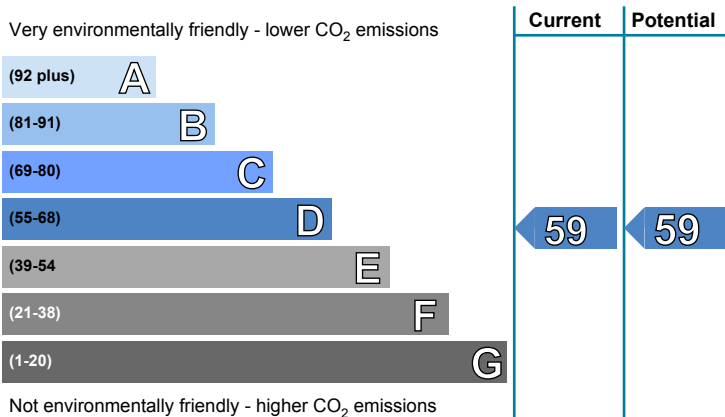 Very environmentally friendly - lower CO2 emissions
Current Potential
(92 plus) A
(81-91) B
(69-80) C
(55-68) D
59 59
(39-54 E
(21-38) F
(1-20) G
Not environmentally friendly - higher CO2 emissions